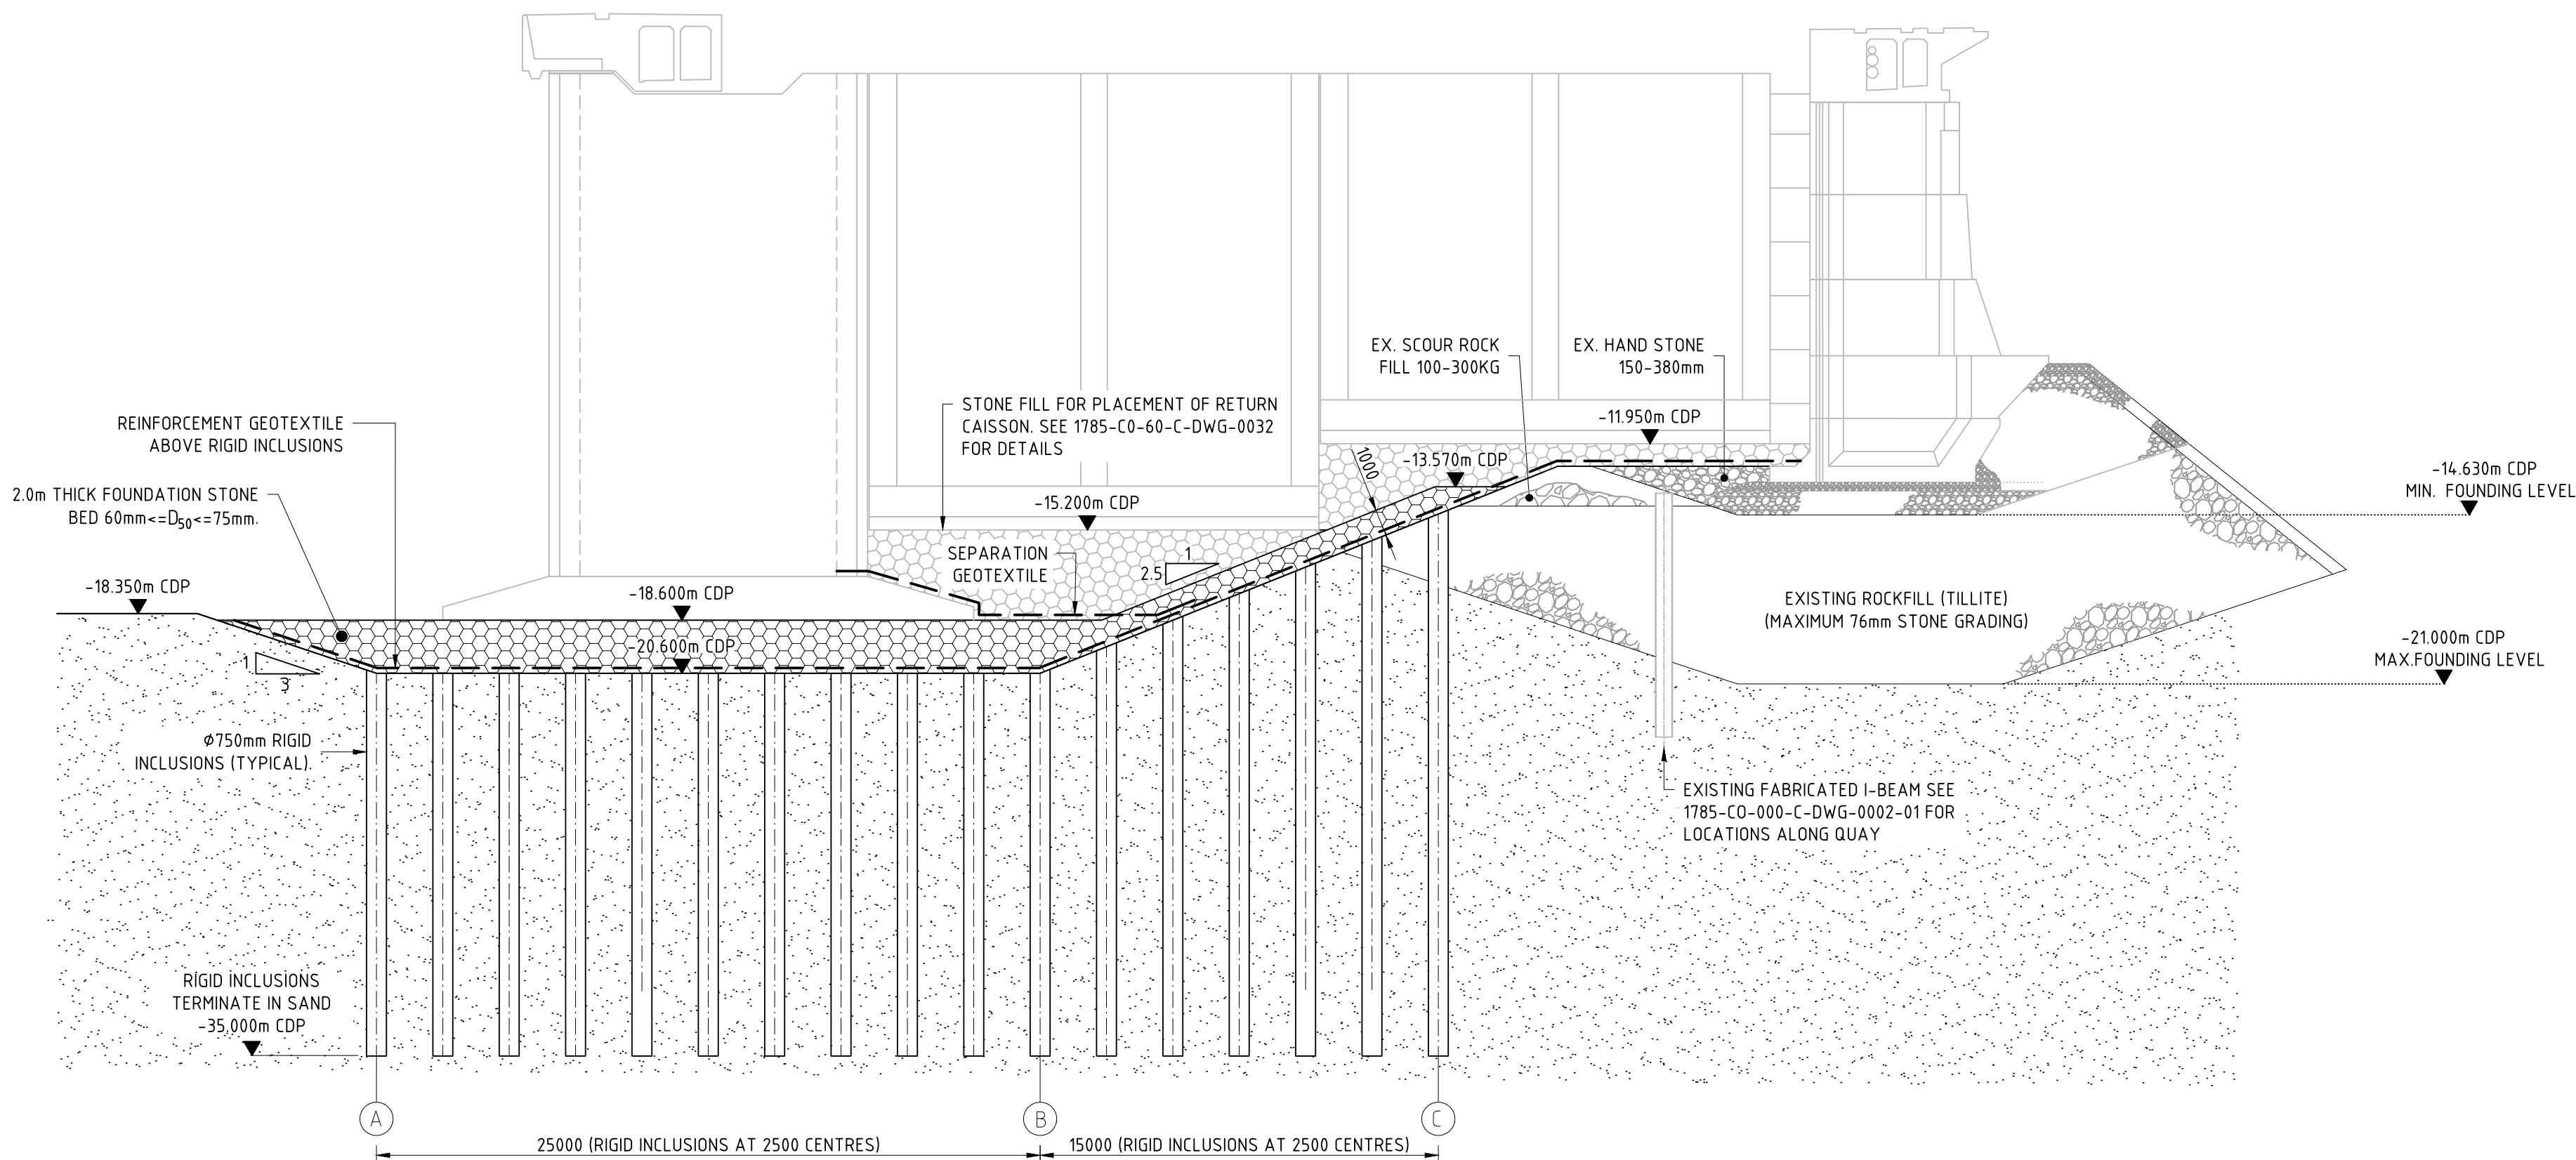 EX. SCOUR ROCK
FILL 100-300KG
EX. HAND STONE
150-380mm
STONE FILL FOR PLACEMENT OF RETURN
CAISSON. SEE 1785-C0-60-C-DWG-0032
FOR DETAILS
-11.950m CDP
REINFORCEMENT GEOTEXTILE
ABOVE RIGID INCLUSIONS
1000
-13.570m CDP
-14.630m CDP
MIN. FOUNDING LEVEL
2.0m THICK FOUNDATION STONE
BED 60mm<=D50<=75mm.
-15.200m CDP
SEPARATION
GEOTEXTILE
1
2.5
-18.350m CDP
-18.600m CDP
EXISTING ROCKFILL (TILLITE)
(MAXIMUM 76mm STONE GRADING)
-20.600m CDP
-21.000m CDP
MAX.FOUNDING LEVEL
1
3
Ø750mm RIGID
INCLUSIONS (TYPICAL).
EXISTING FABRICATED I-BEAM SEE
1785-CO-000-C-DWG-0002-01 FOR
LOCATIONS ALONG QUAY
RIGID INCLUSIONS
TERMINATE IN SAND
-35.000m CDP
A
B
C
25000 (RIGID INCLUSIONS AT 2500 CENTRES)
15000 (RIGID INCLUSIONS AT 2500 CENTRES)